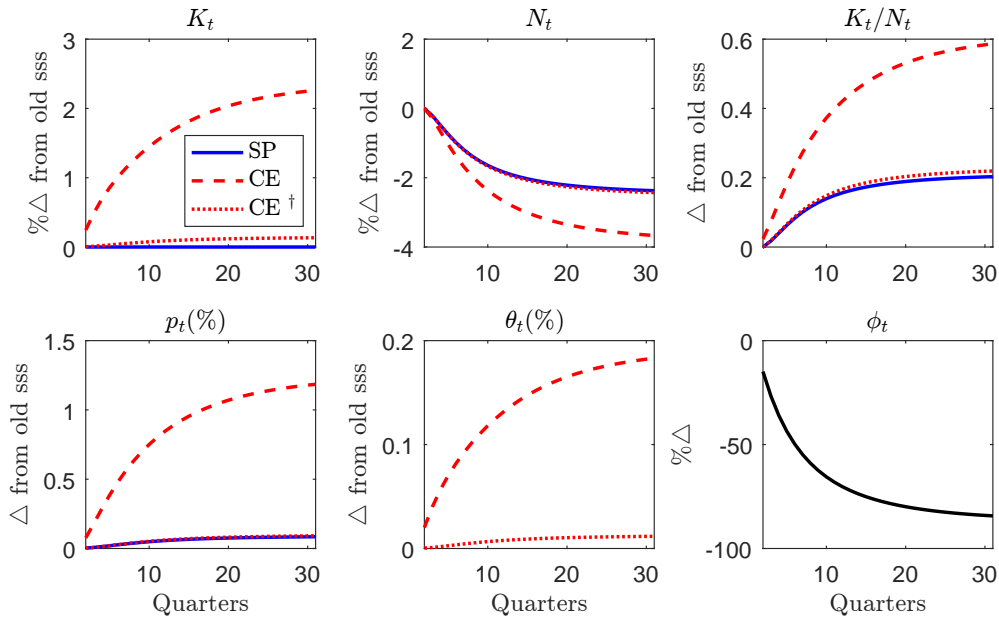 K_t
N_t
K_t/N_t
%△ from old sss
3
2
1
0
SP
CE
CE †
10
20
30
%△ from old sss
2
0
-2
-4
10
20
30
△ from old sss
0.6
0.4
0.2
0
10
20
30
p_t(%)
θ_t(%)
ϕ_t
△ from old sss
1.5
1
0.5
0
10
20
30
Quarters
△ from old sss
0.2
0.1
0
10
20
30
Quarters
%△
0
-50
-100
10
20
30
Quarters